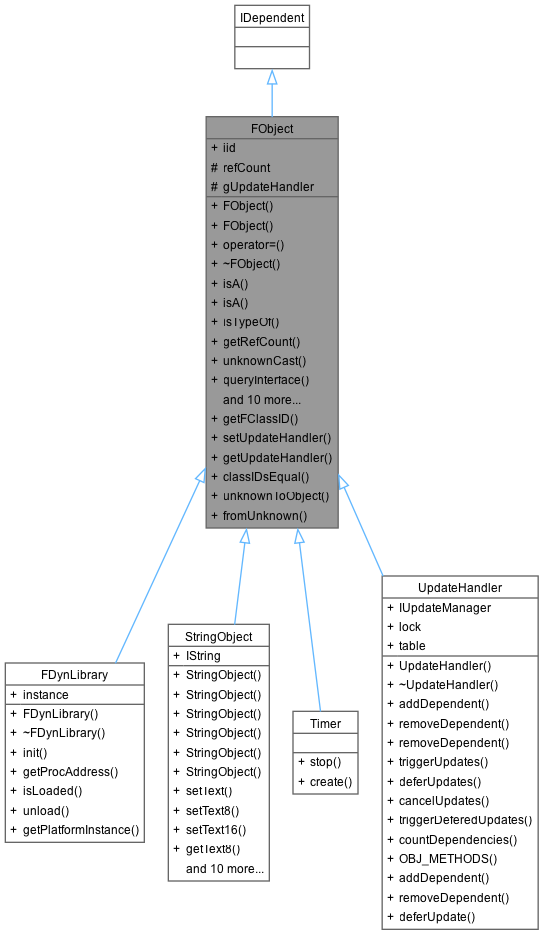 IDependent
FObject
+ iid
# refCount
# gUpdateHandler
+ FObject()
+ FObject()
+ operator=()
+ ~FObject()
+ isA()
+ isA()
+ isTypeOf()
+ getRefCount()
+ unknownCast()
+ queryInterface()
and 10 more...
+ getFClassID()
+ setUpdateHandler()
+ getUpdateHandler()
+ classIDsEqual()
+ unknownToObject()
+ fromUnknown()
FDynLibrary
+ instance
+ FDynLibrary()
+ ~FDynLibrary()
+ init()
+ getProcAddress()
+ isLoaded()
+ unload()
+ getPlatformInstance()
StringObject
+ IString
+ StringObject()
+ StringObject()
+ StringObject()
+ StringObject()
+ StringObject()
+ StringObject()
+ setText()
+ setText8()
+ setText16()
+ getText8()
and 10 more...
Timer
+ stop()
+ create()
UpdateHandler
+ IUpdateManager
+ lock
+ table
+ UpdateHandler()
+ ~UpdateHandler()
+ addDependent()
+ removeDependent()
+ removeDependent()
+ triggerUpdates()
+ deferUpdates()
+ cancelUpdates()
+ triggerDeferedUpdates()
+ countDependencies()
+ OBJ_METHODS()
+ addDependent()
+ removeDependent()
+ deferUpdate()